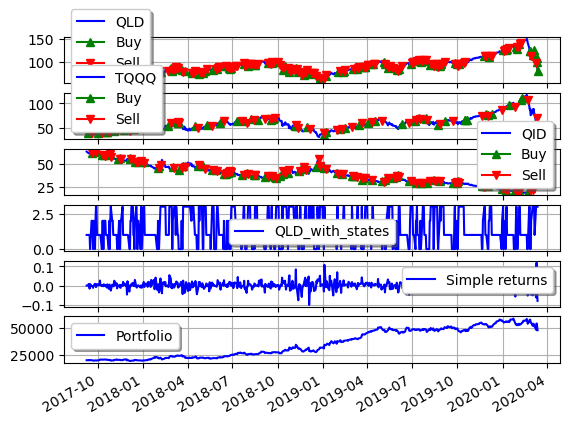 QLD
Buy
Sell
150
100
TQQQ
Buy
Sell
100
50
QID
Buy
Sell
50
25
QLD_with_states
2.5
0.0
Simple returns
0.1
0.0
−0.1
Portfolio
50000
25000
2017-10
2018-01
2018-04
2018-07
2018-10
2019-01
2019-04
2019-07
2019-10
2020-01
2020-04